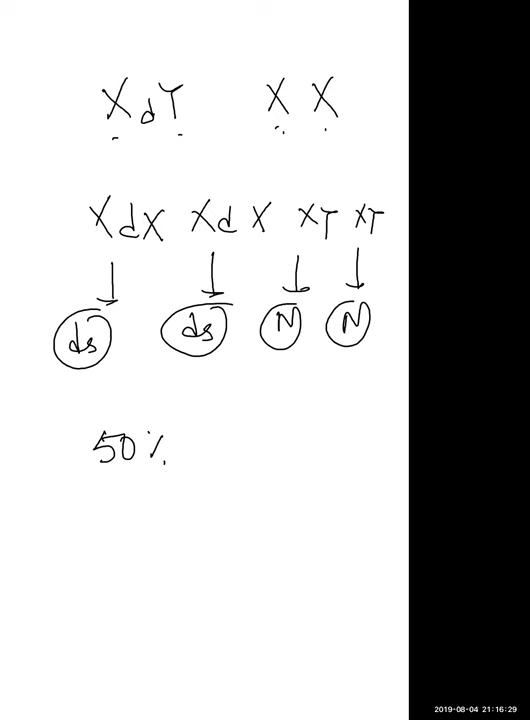 XdY X X
XdX XdX XY XY
ds ds N N
50%
2019-08-04 21:16:29